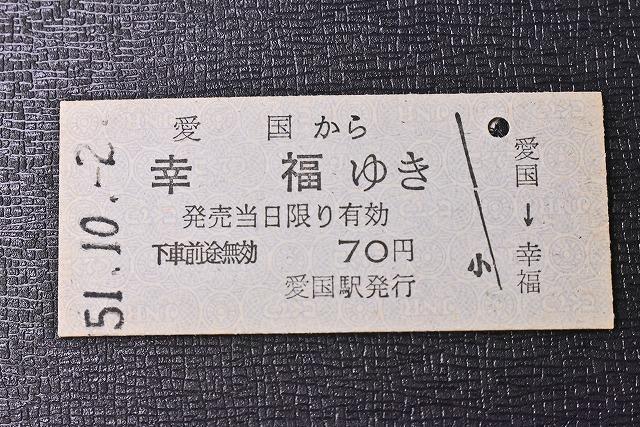 51.10.-2
愛国から
幸福ゆき
発売当日限り有効
下車前途無効 70円
愛国駅発行
小
愛国→幸福